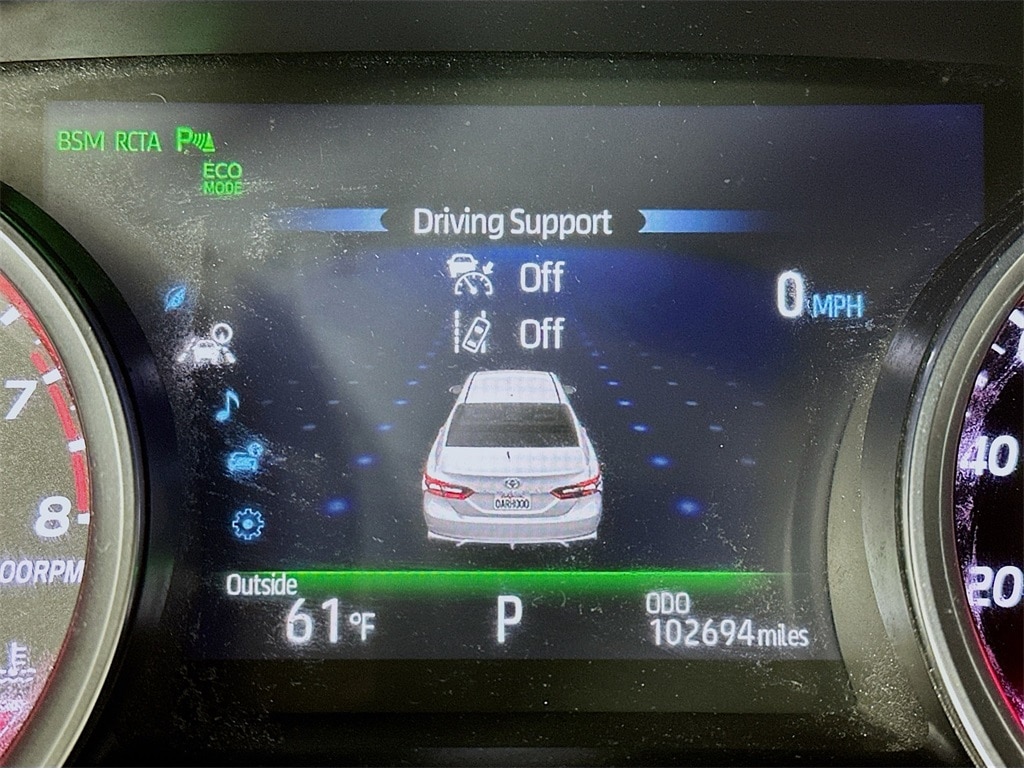 BSM RCTA P
ECO
MODE
Driving Support
Off
Off
0 MPH
7
8
00RPM
40
20
Outside
61°F
P
ODO
102694 miles